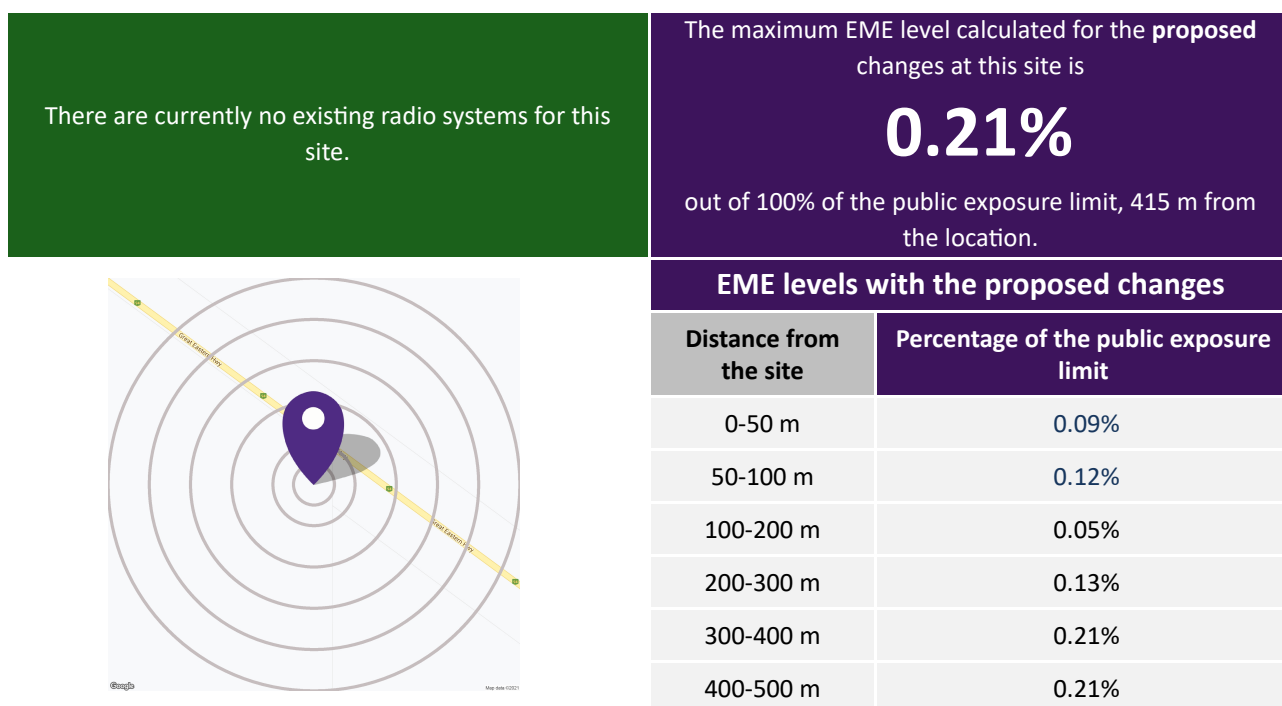 There are currently no existing radio systems for this
site.
The maximum EME level calculated for the proposed
changes at this site is
0.21%
out of 100% of the public exposure limit, 415 m from
the location.
Great Eastern Hwy
Great Eastern Hwy
Google
Map data ©2021
EME levels with the proposed changes
Distance from
the site
Percentage of the public exposure
limit
0-50 m 0.09%
50-100 m 0.12%
100-200 m 0.05%
200-300 m 0.13%
300-400 m 0.21%
400-500 m 0.21%